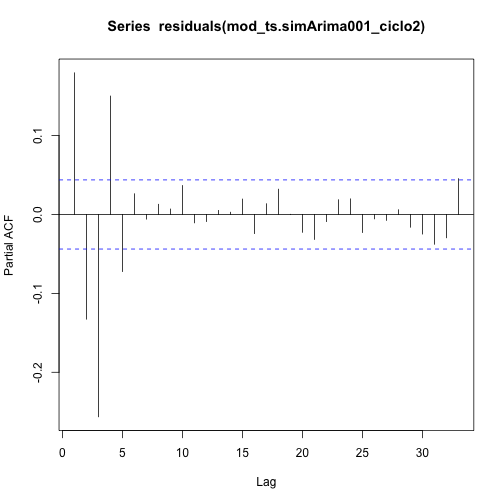 Series residuals(mod_ts.simArima001_ciclo2)
Partial ACF
0.1
0.0
-0.1
-0.2
0 5 10 15 20 25 30
Lag